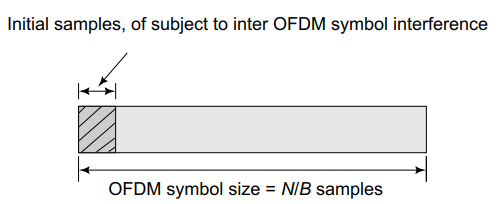 Initial samples, of subject to inter OFDM symbol interference
OFDM symbol size = N/B samples